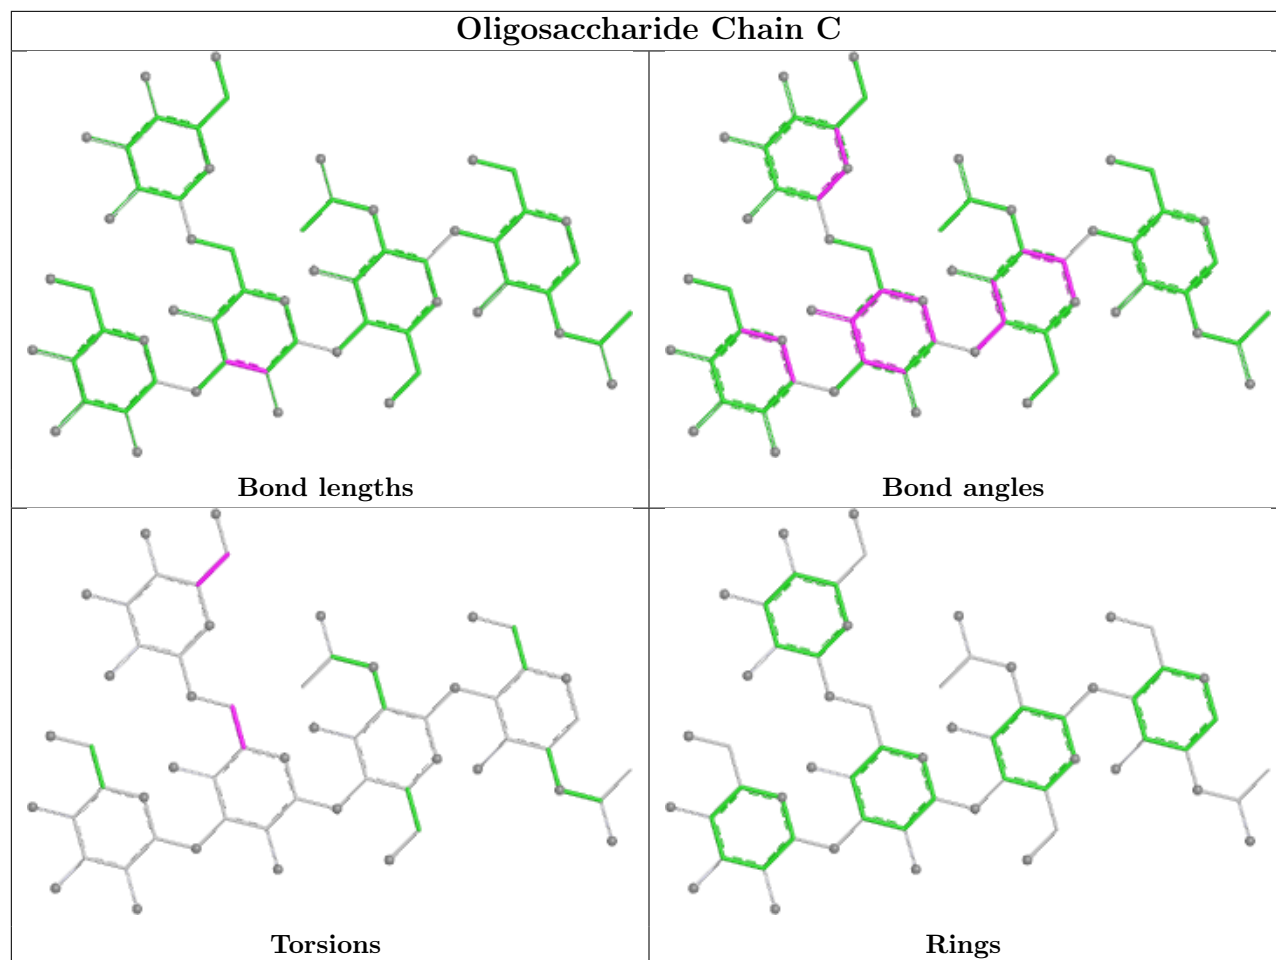 Oligosaccharide Chain C
Bond lengths
Bond angles
Torsions
Rings